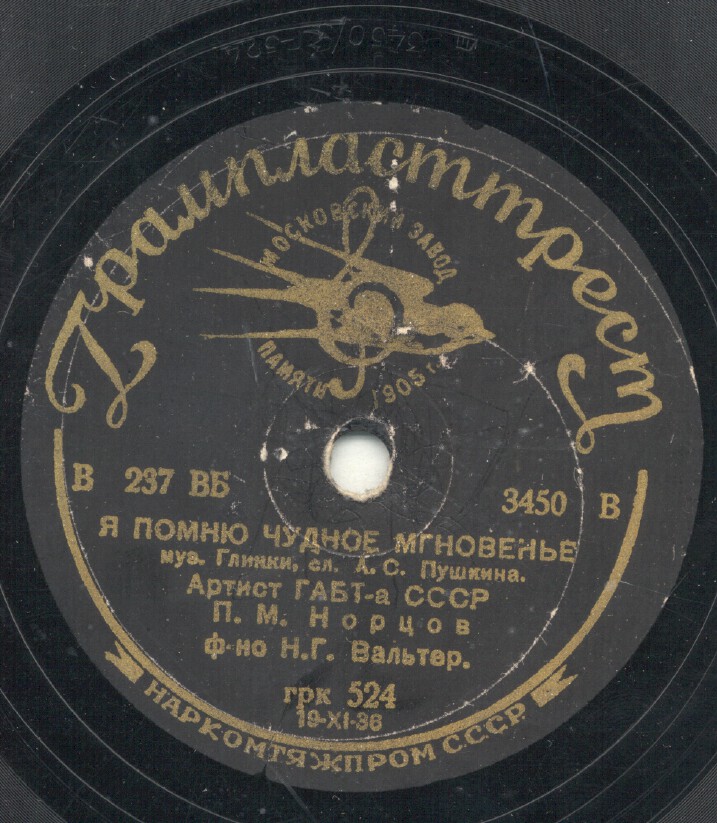 Грампласттрест
МОСКОВСКИЙ ЗАВОД
ПАМЯТЬ 1905 г.
В 237 ВБ
3450 В
Я ПОМНЮ ЧУДНОЕ МГНОВЕНЬЕ
муз. Глинки, сл. А. С. Пушкина.
Артист ГАБТ-а СССР
П. М. Норцов
ф-но Н.Г. Вальтер.
грк 524
19-XI-36
НАРКОМТЯЖПРОМ С.С.С.Р.